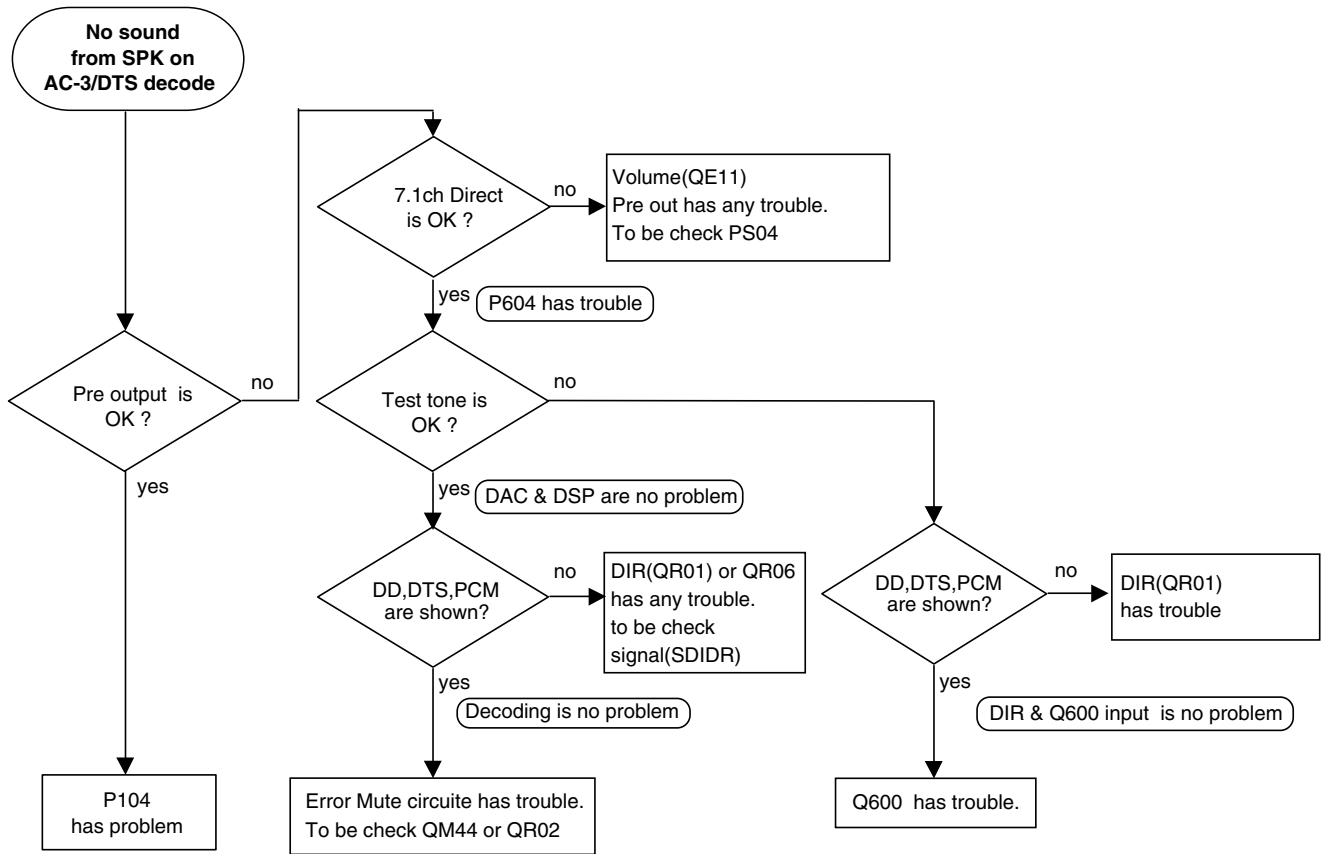 No sound
from SPK on
AC-3/DTS decode
Pre output is
OK ?
no
yes
P104
has problem
7.1ch Direct
is OK ?
no
Volume(QE11)
Pre out has any trouble.
To be check PS04
yes
P604 has trouble
Test tone is
OK ?
no
yes
DAC & DSP are no problem
DD,DTS,PCM
are shown?
no
DIR(QR01) or QR06
has any trouble.
to be check
signal(SDIDR)
yes
Decoding is no problem
Error Mute circuite has trouble.
To be check QM44 or QR02
DD,DTS,PCM
are shown?
no
DIR(QR01)
has trouble
yes
DIR & Q600 input is no problem
Q600 has trouble.